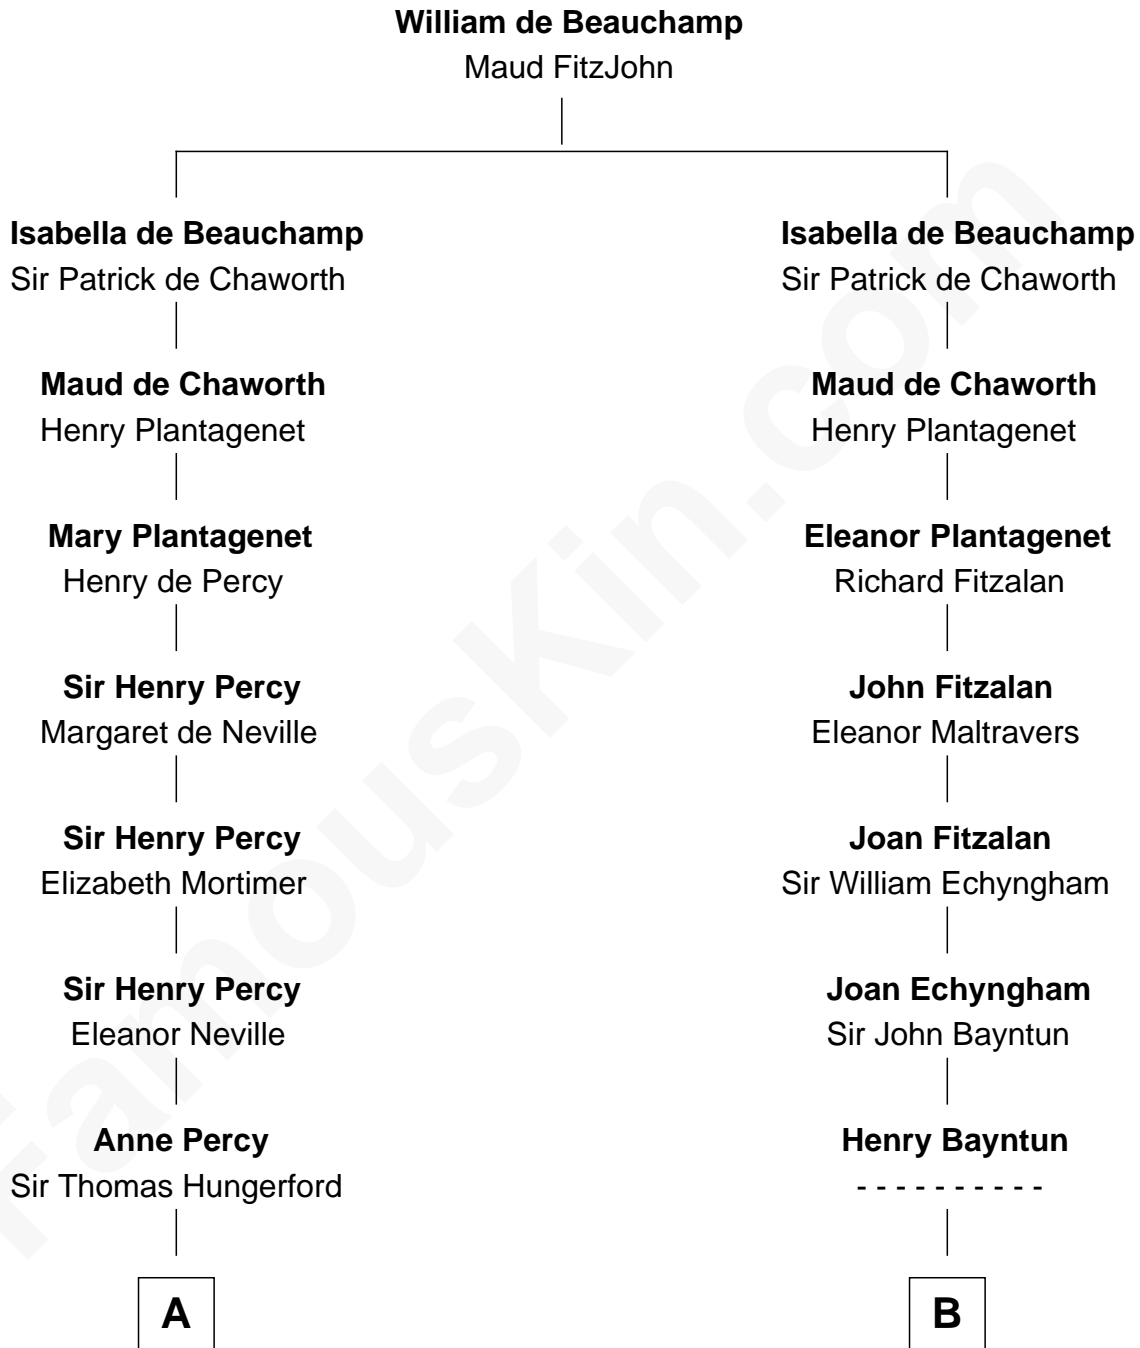 William de Beauchamp
Maud FitzJohn
Isabella de Beauchamp
Sir Patrick de Chaworth
Isabella de Beauchamp
Sir Patrick de Chaworth
Maud de Chaworth
Henry Plantagenet
Maud de Chaworth
Henry Plantagenet
Mary Plantagenet
Henry de Percy
Eleanor Plantagenet
Richard Fitzalan
Sir Henry Percy
Margaret de Neville
John Fitzalan
Eleanor Maltravers
Sir Henry Percy
Elizabeth Mortimer
Joan Fitzalan
Sir William Echyngham
Sir Henry Percy
Eleanor Neville
Joan Echyngham
Sir John Bayntun
Anne Percy
Sir Thomas Hungerford
Henry Bayntun
- - - - - - - - - -
A
B
FamousKin.com